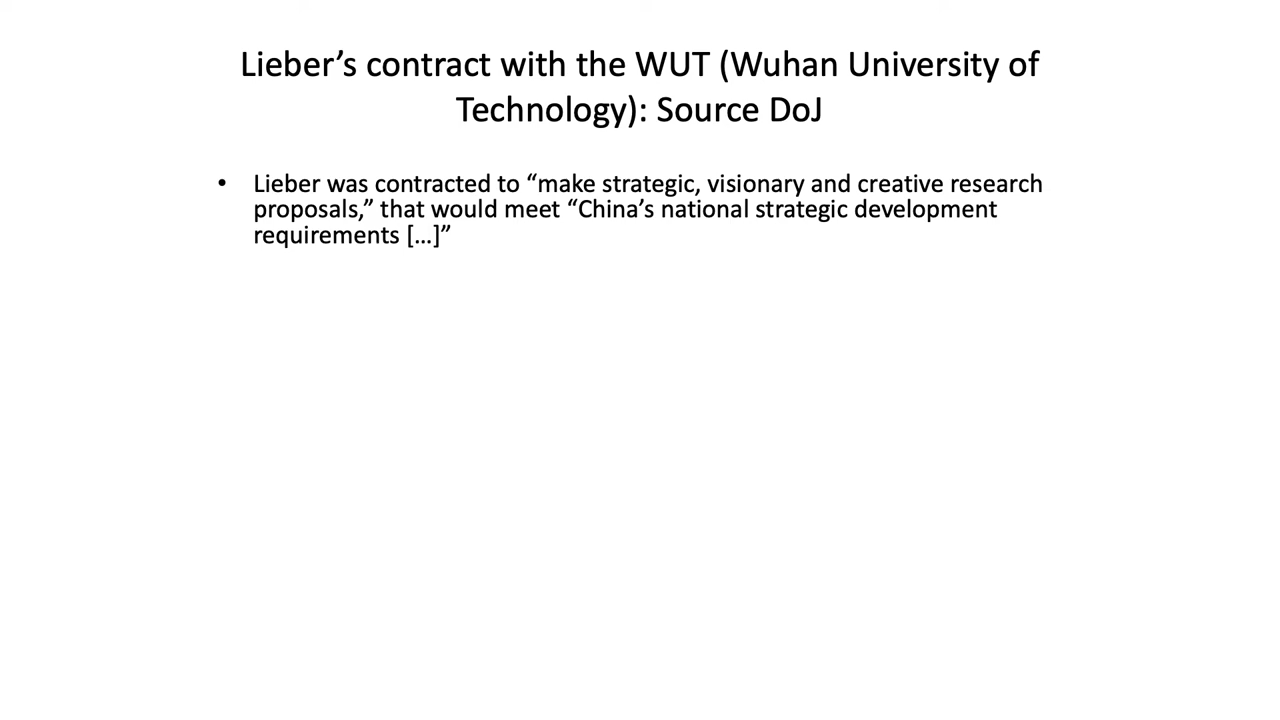 Lieber’s contract with the WUT (Wuhan University of
Technology): Source DoJ
• Lieber was contracted to “make strategic, visionary and creative research
proposals,” that would meet “China’s national strategic development
requirements […]”